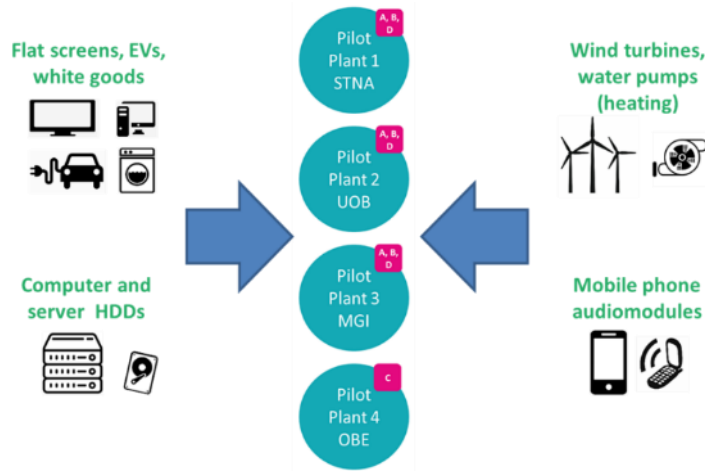 Flat screens, EVs,
white goods
Computer and
server HDDs
A, B,
D
Pilot
Plant 1
STNA
A, B,
D
Pilot
Plant 2
UOB
A, B,
D
Pilot
Plant 3
MGI
C
Pilot
Plant 4
OBE
Wind turbines,
water pumps
(heating)
Mobile phone
audiomodules